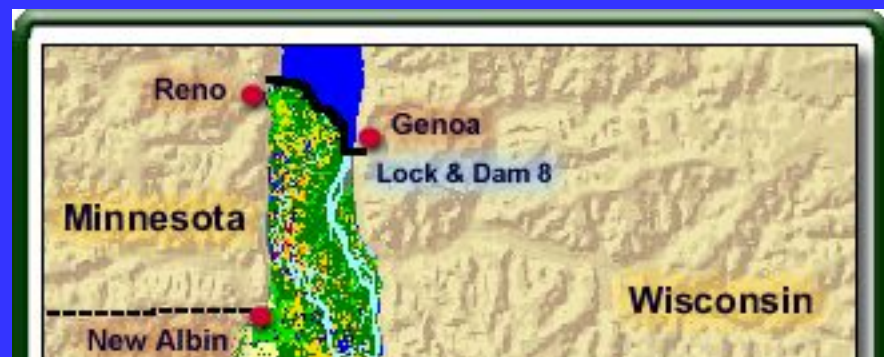 Reno
Genoa
Lock & Dam 8
Minnesota
Wisconsin
New Albin